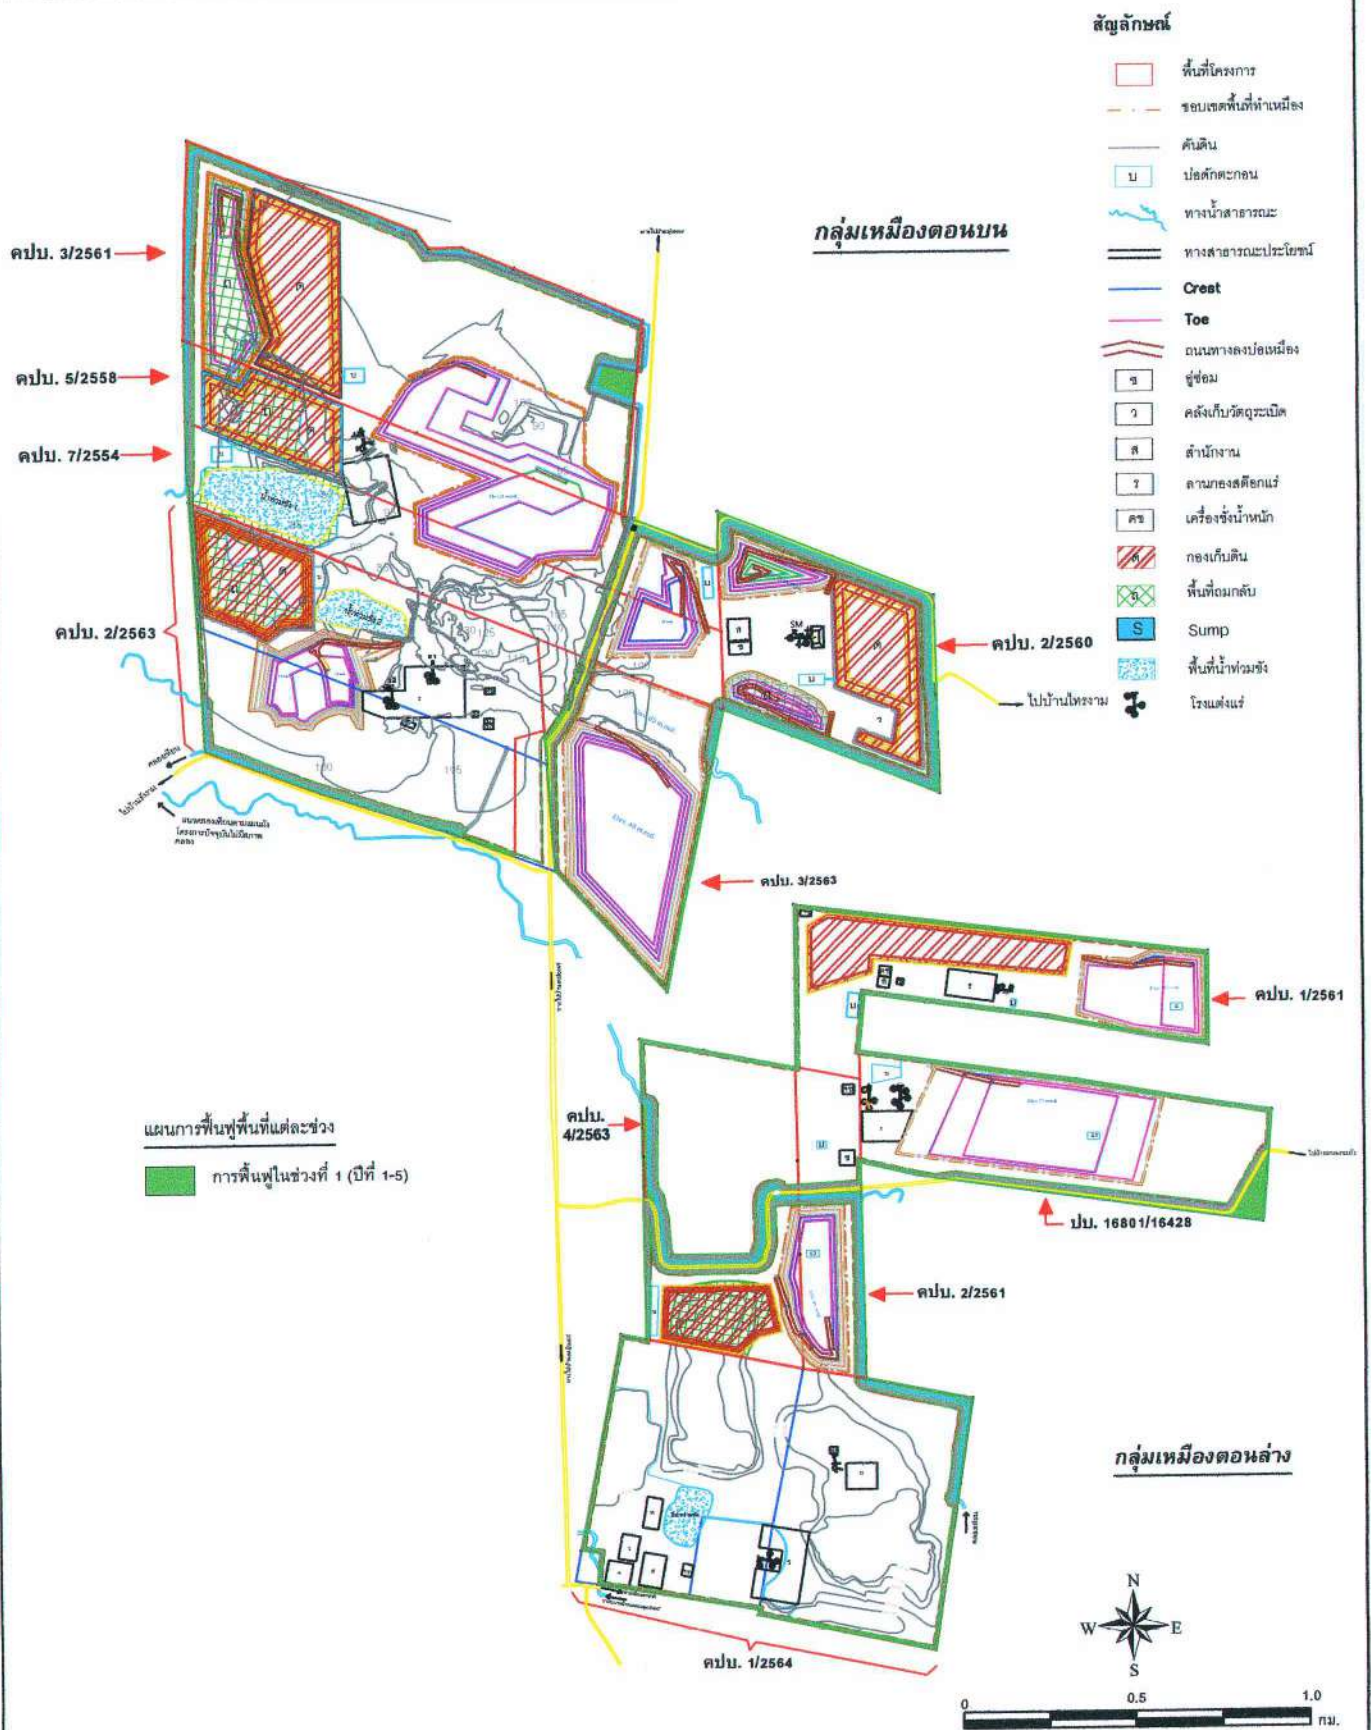 สัญลักษณ์
พื้นที่โครงการ
ขอบเขตพื้นที่ทำเหมือง
คันดิน
บ บ่อดักตะกอน
ทางน้ำสาธารณะ
ทางสาธารณะประโยชน์
Crest
Toe
ถนนทางลงบ่อเหมือง
ซ อู่ซ่อม
ว คลังเก็บวัตถุระเบิด
ส สำนักงาน
ร ลานกองสต๊อกแร่
คช เครื่องชั่งน้ำหนัก
ด กองเก็บดิน
ถ พื้นที่ถมกลับ
S Sump
พื้นที่น้ำท่วมขัง
โรงแต่งแร่
กลุ่มเหมืองตอนบน
คปบ. 3/2561
คปบ. 5/2558
คปบ. 7/2554
คปบ. 2/2563
คปบ. 2/2560
SM
ไปบ้านไทรงาม
คปบ. 3/2563
คปบ. 1/2561
คปบ.
4/2563
แผนการฟื้นฟูพื้นที่แต่ละช่วง
การฟื้นฟูในช่วงที่ 1 (ปีที่ 1-5)
ปบ. 16801/16428
คปบ. 2/2561
กลุ่มเหมืองตอนล่าง
คปบ. 1/2564
N
W E
S
0 0.5 1.0
กม.